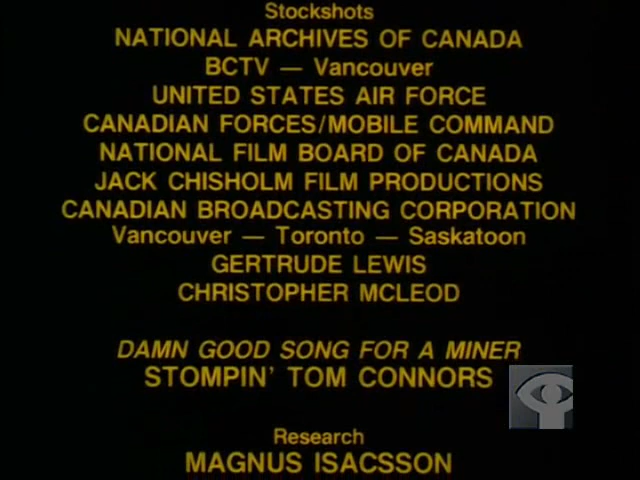 Stockshots
NATIONAL ARCHIVES OF CANADA
BCTV — Vancouver
UNITED STATES AIR FORCE
CANADIAN FORCES/MOBILE COMMAND
NATIONAL FILM BOARD OF CANADA
JACK CHISHOLM FILM PRODUCTIONS
CANADIAN BROADCASTING CORPORATION
Vancouver — Toronto — Saskatoon
GERTRUDE LEWIS
CHRISTOPHER MCLEOD
DAMN GOOD SONG FOR A MINER
STOMPIN' TOM CONNORS
Research
MAGNUS ISACSSON